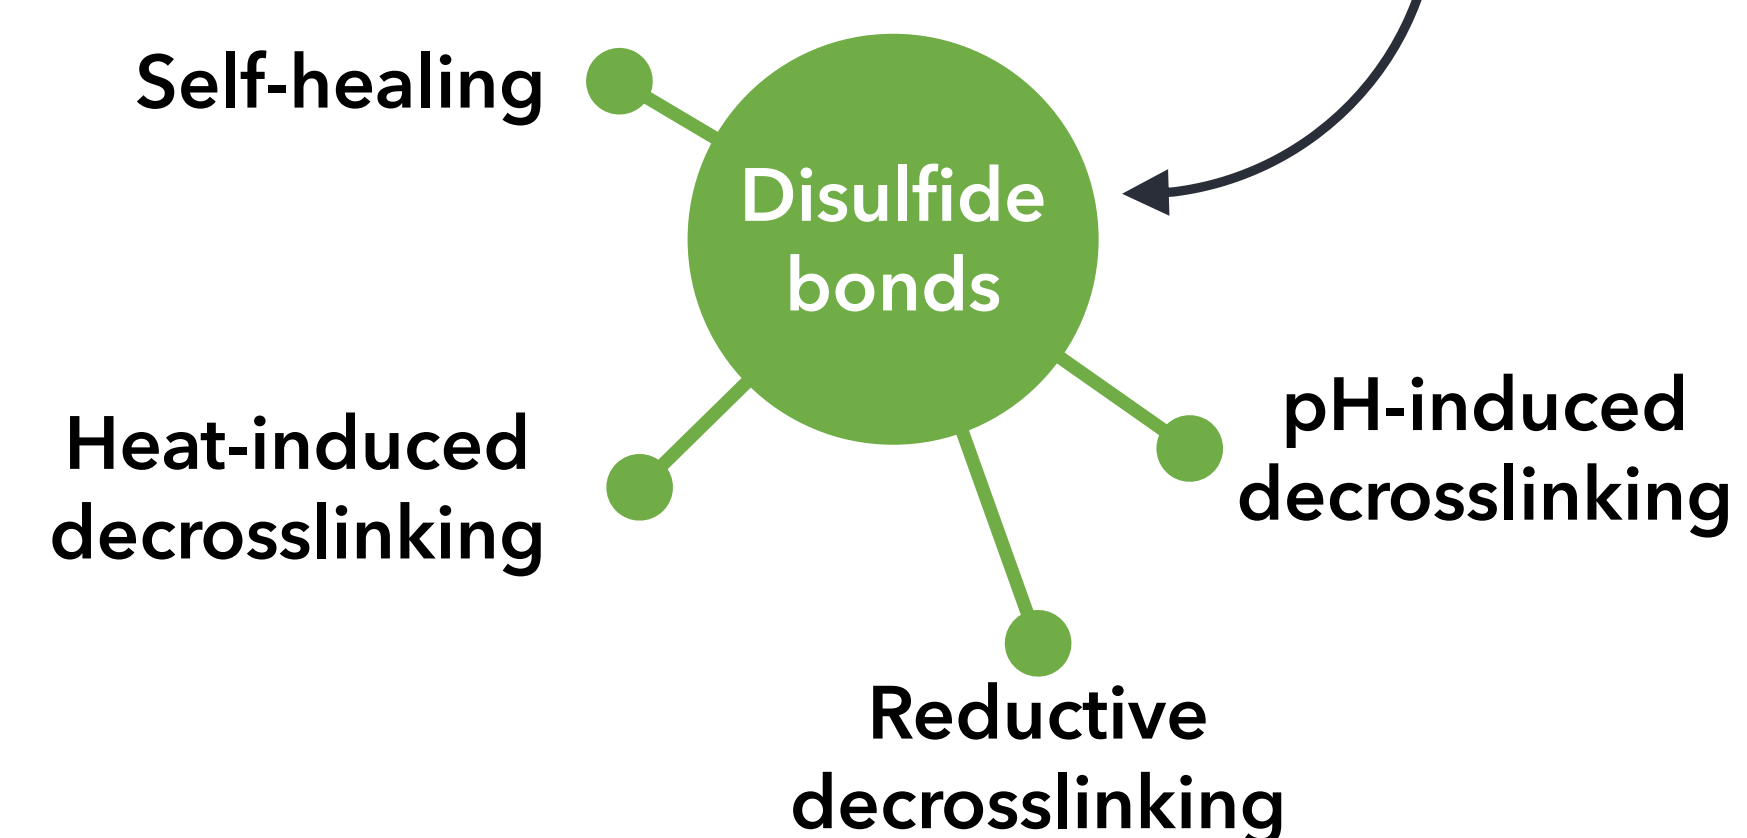 Self-healing
Disulfide
bonds
Heat-induced
decrosslinking
pH-induced
decrosslinking
Reductive
decrosslinking